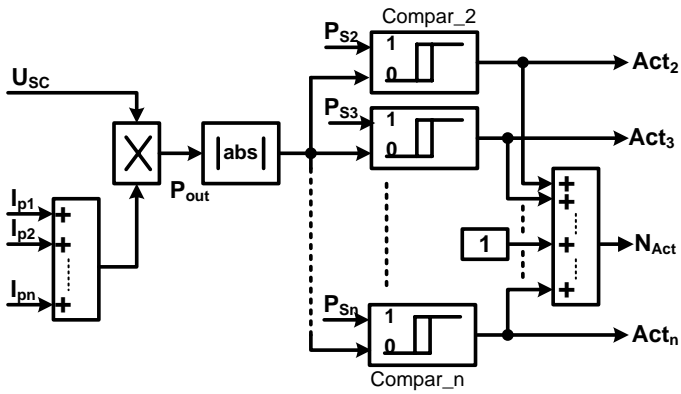 Compar_2
P_S2
1
0
Act_2
U_SC
P_S3
1
0
Act_3
|abs|
P_out
I_p1
+
I_p2
+
I_pn
+
+
+
1
+
+
N_Act
P_Sn
1
0
Act_n
Compar_n